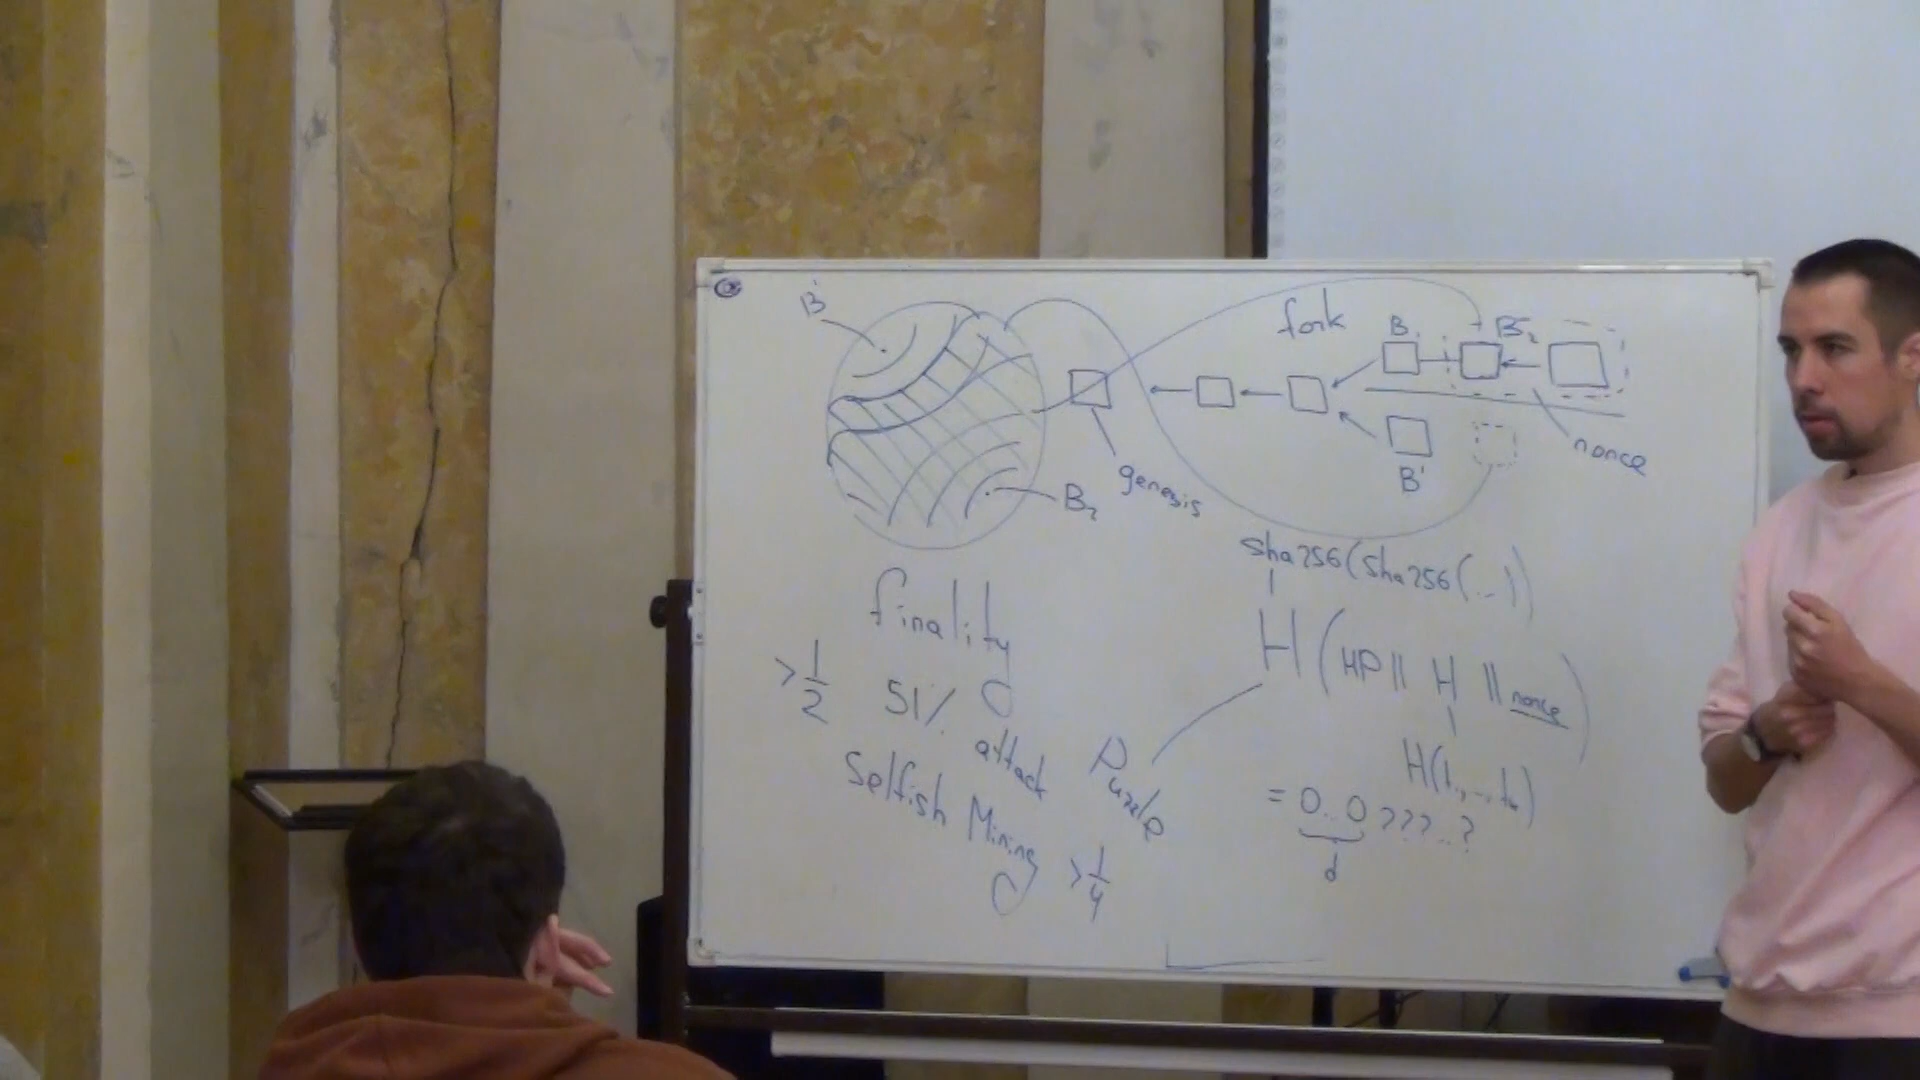 B'
fork
B₁
B₂
nonce
genesis
B'
B₂
sha256(sha256(...))
finality
H(HP || H || nonce)
> 1/2
51%
attack
Puzzle
H(t₁,...,tₙ)
Selfish Mining > 1/4
= 0..0 ???..?
d